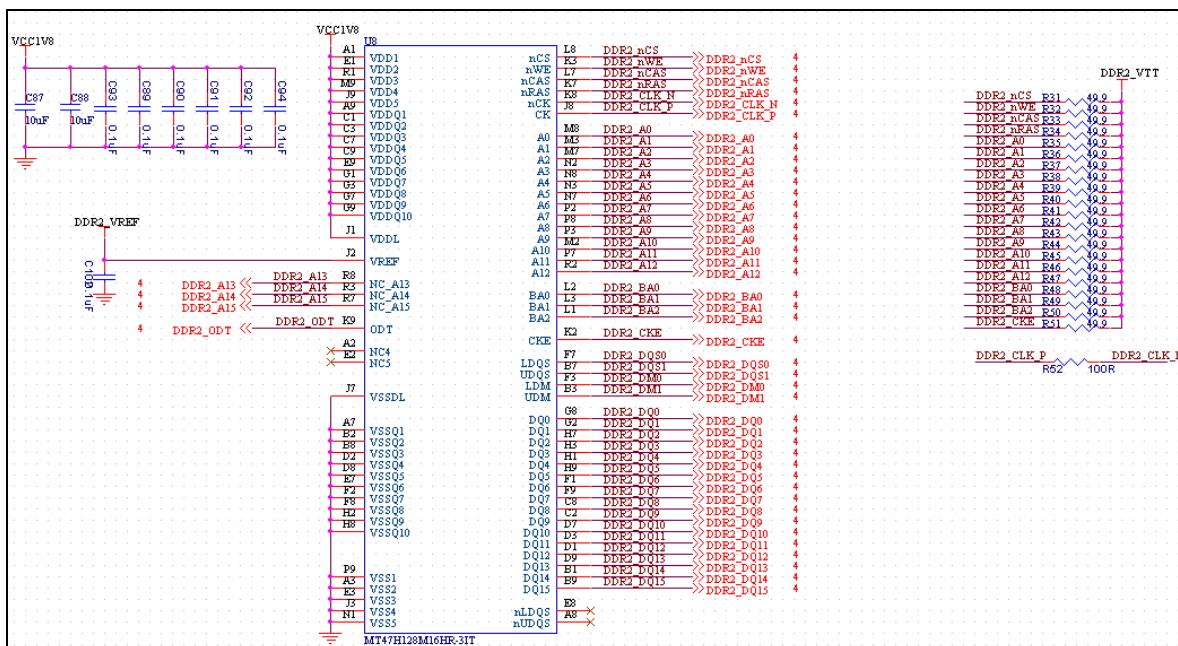 VCC1V8
C87
10uF
C88
10uF
C93
0.1uF
C89
0.1uF
C90
0.1uF
C91
0.1uF
C92
0.1uF
C94
0.1uF
DDR2_VREF
0.1uF
VCC1V8
U8
A1 VDD1
E1 VDD2
R1 VDD3
M9 VDD4
J9 VDD5
A9 VDDQ1
C1 VDDQ2
C3 VDDQ3
C7 VDDQ4
C9 VDDQ5
E9 VDDQ6
G1 VDDQ7
G3 VDDQ8
G7 VDDQ9
G9 VDDQ10
J1 VDDL
J2 VREF
4 DDR2_A13 DDR2_A13 R8 NC_A13
4 DDR2_A14 DDR2_A14 R3 NC_A14
4 DDR2_A15 DDR2_A15 R7 NC_A15
4 DDR2_ODT DDR2_ODT K9 ODT
A2 NC4
E2 NC5
J7 VSSDL
A7 VSSQ1
B2 VSSQ2
B8 VSSQ3
D2 VSSQ4
D8 VSSQ5
E7 VSSQ6
F2 VSSQ7
F8 VSSQ8
H2 VSSQ9
H8 VSSQ10
P9 VSS1
A3 VSS2
E3 VSS3
J3 VSS4
N1 VSS5
nCS L8 DDR2_nCS DDR2_nCS 4
nWE K3 DDR2_nWE DDR2_nWE 4
nCAS L7 DDR2_nCAS DDR2_nCAS 4
nRAS K7 DDR2_nRAS DDR2_nRAS 4
nCK K8 DDR2_CLK_N DDR2_CLK_N 4
CK J8 DDR2_CLK_P DDR2_CLK_P 4
A0 M8 DDR2_A0 DDR2_A0 4
A1 M3 DDR2_A1 DDR2_A1 4
A2 M7 DDR2_A2 DDR2_A2 4
A3 N2 DDR2_A3 DDR2_A3 4
A4 N8 DDR2_A4 DDR2_A4 4
A5 N3 DDR2_A5 DDR2_A5 4
A6 N7 DDR2_A6 DDR2_A6 4
A7 P2 DDR2_A7 DDR2_A7 4
A8 P8 DDR2_A8 DDR2_A8 4
A9 P3 DDR2_A9 DDR2_A9 4
A10 M2 DDR2_A10 DDR2_A10 4
A11 P7 DDR2_A11 DDR2_A11 4
A12 R2 DDR2_A12 DDR2_A12 4
BA0 L2 DDR2_BA0 DDR2_BA0 4
BA1 L3 DDR2_BA1 DDR2_BA1 4
BA2 L1 DDR2_BA2 DDR2_BA2 4
CKE K2 DDR2_CKE DDR2_CKE 4
LDQS F7 DDR2_DQS0 DDR2_DQS0 4
UDQS B7 DDR2_DQS1 DDR2_DQS1 4
LDM F3 DDR2_DM0 DDR2_DM0 4
UDM B3 DDR2_DM1 DDR2_DM1 4
DQ0 G8 DDR2_DQ0 DDR2_DQ0 4
DQ1 G2 DDR2_DQ1 DDR2_DQ1 4
DQ2 H7 DDR2_DQ2 DDR2_DQ2 4
DQ3 H3 DDR2_DQ3 DDR2_DQ3 4
DQ4 H1 DDR2_DQ4 DDR2_DQ4 4
DQ5 H9 DDR2_DQ5 DDR2_DQ5 4
DQ6 F1 DDR2_DQ6 DDR2_DQ6 4
DQ7 F9 DDR2_DQ7 DDR2_DQ7 4
DQ8 C8 DDR2_DQ8 DDR2_DQ8 4
DQ9 C2 DDR2_DQ9 DDR2_DQ9 4
DQ10 D7 DDR2_DQ10 DDR2_DQ10 4
DQ11 D3 DDR2_DQ11 DDR2_DQ11 4
DQ12 D1 DDR2_DQ12 DDR2_DQ12 4
DQ13 D9 DDR2_DQ13 DDR2_DQ13 4
DQ14 B1 DDR2_DQ14 DDR2_DQ14 4
DQ15 B9 DDR2_DQ15 DDR2_DQ15 4
nLDQS E8
nUDQS A8
MT47H128M16HR-3IT
DDR2_VTT
DDR2_nCS R31 49.9
DDR2_nWE R32 49.9
DDR2_nCAS R33 49.9
DDR2_nRAS R34 49.9
DDR2_A0 R35 49.9
DDR2_A1 R36 49.9
DDR2_A2 R37 49.9
DDR2_A3 R38 49.9
DDR2_A4 R39 49.9
DDR2_A5 R40 49.9
DDR2_A6 R41 49.9
DDR2_A7 R42 49.9
DDR2_A8 R43 49.9
DDR2_A9 R44 49.9
DDR2_A10 R45 49.9
DDR2_A11 R46 49.9
DDR2_A12 R47 49.9
DDR2_BA0 R48 49.9
DDR2_BA1 R49 49.9
DDR2_BA2 R50 49.9
DDR2_CKE R51 49.9
DDR2_CLK_P R52 100R